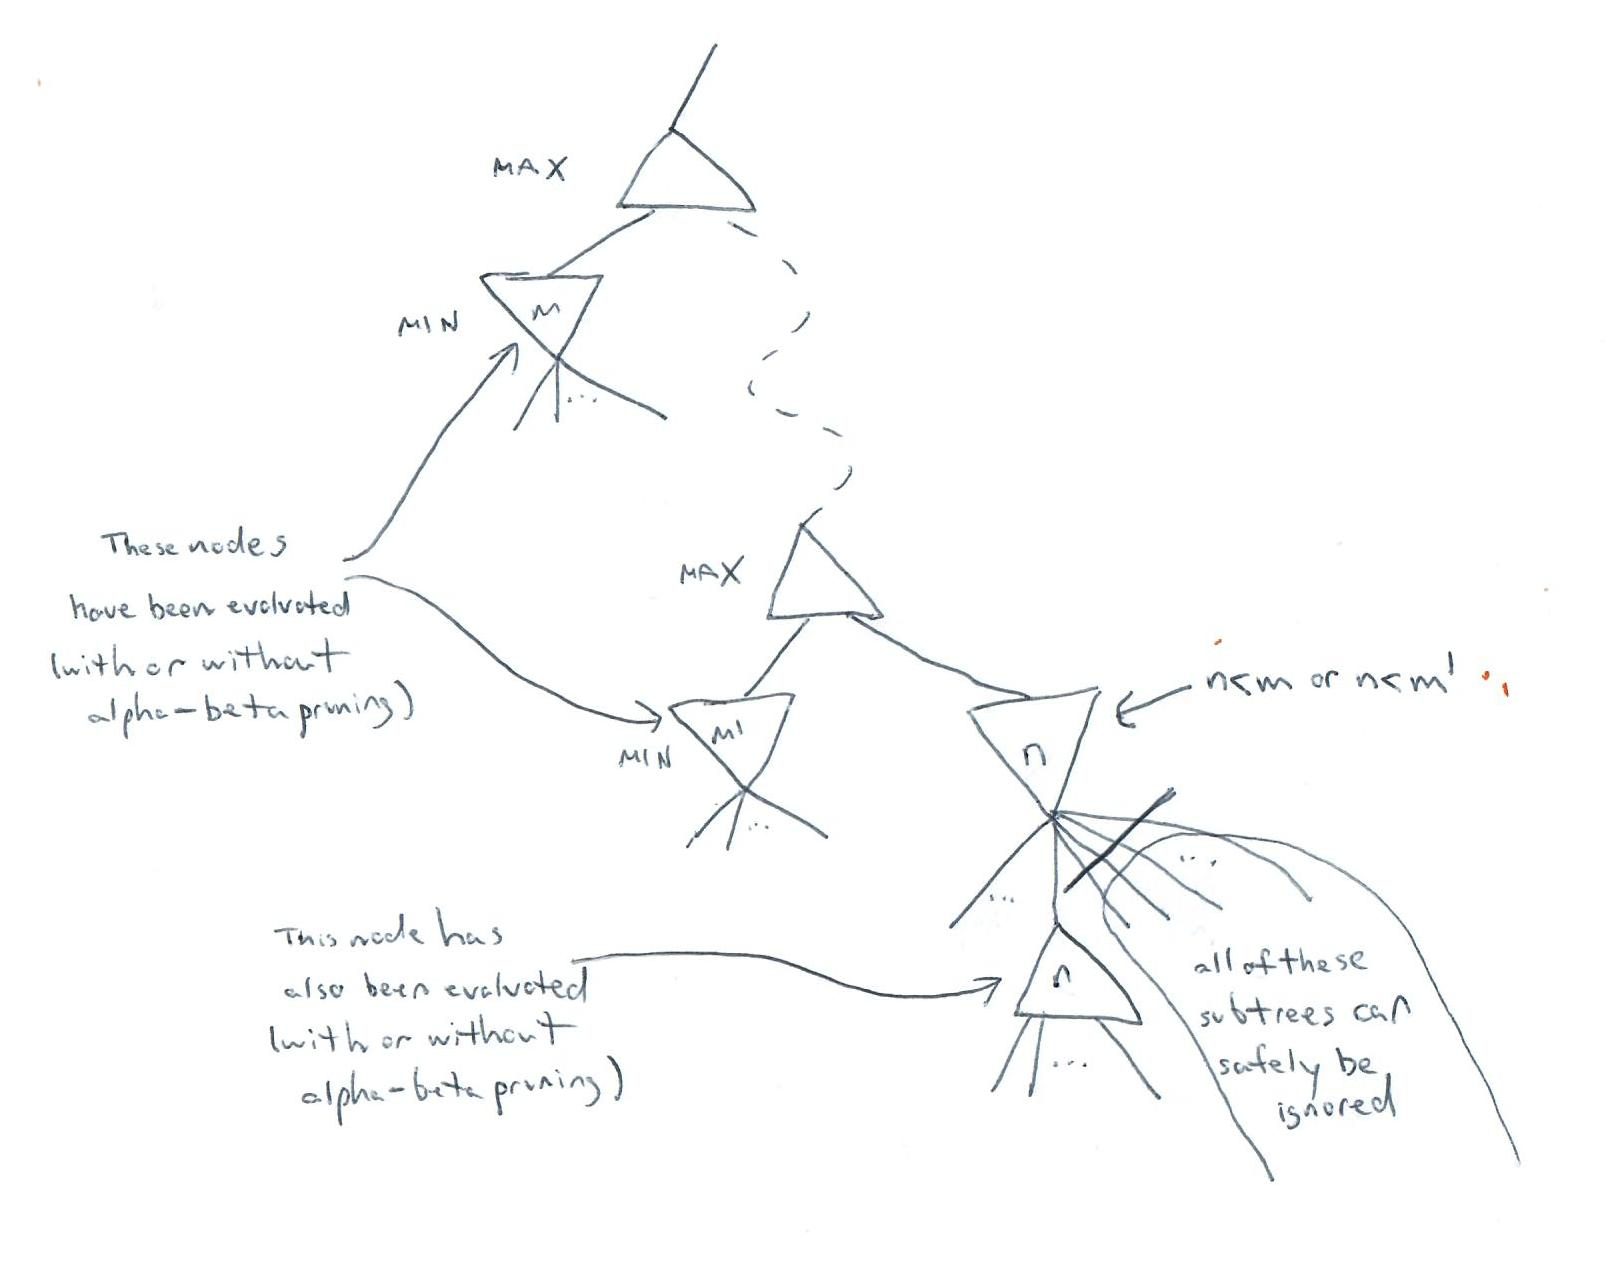 MAX
MIN
M
...
These nodes
have been evaluated
(with or without
alpha-beta pruning)
MAX
n<m or n<m'
MIN
M'
n
...
...
...
This node has
also been evaluated
(with or without
alpha-beta pruning)
n
...
all of these
subtrees can
safely be
ignored